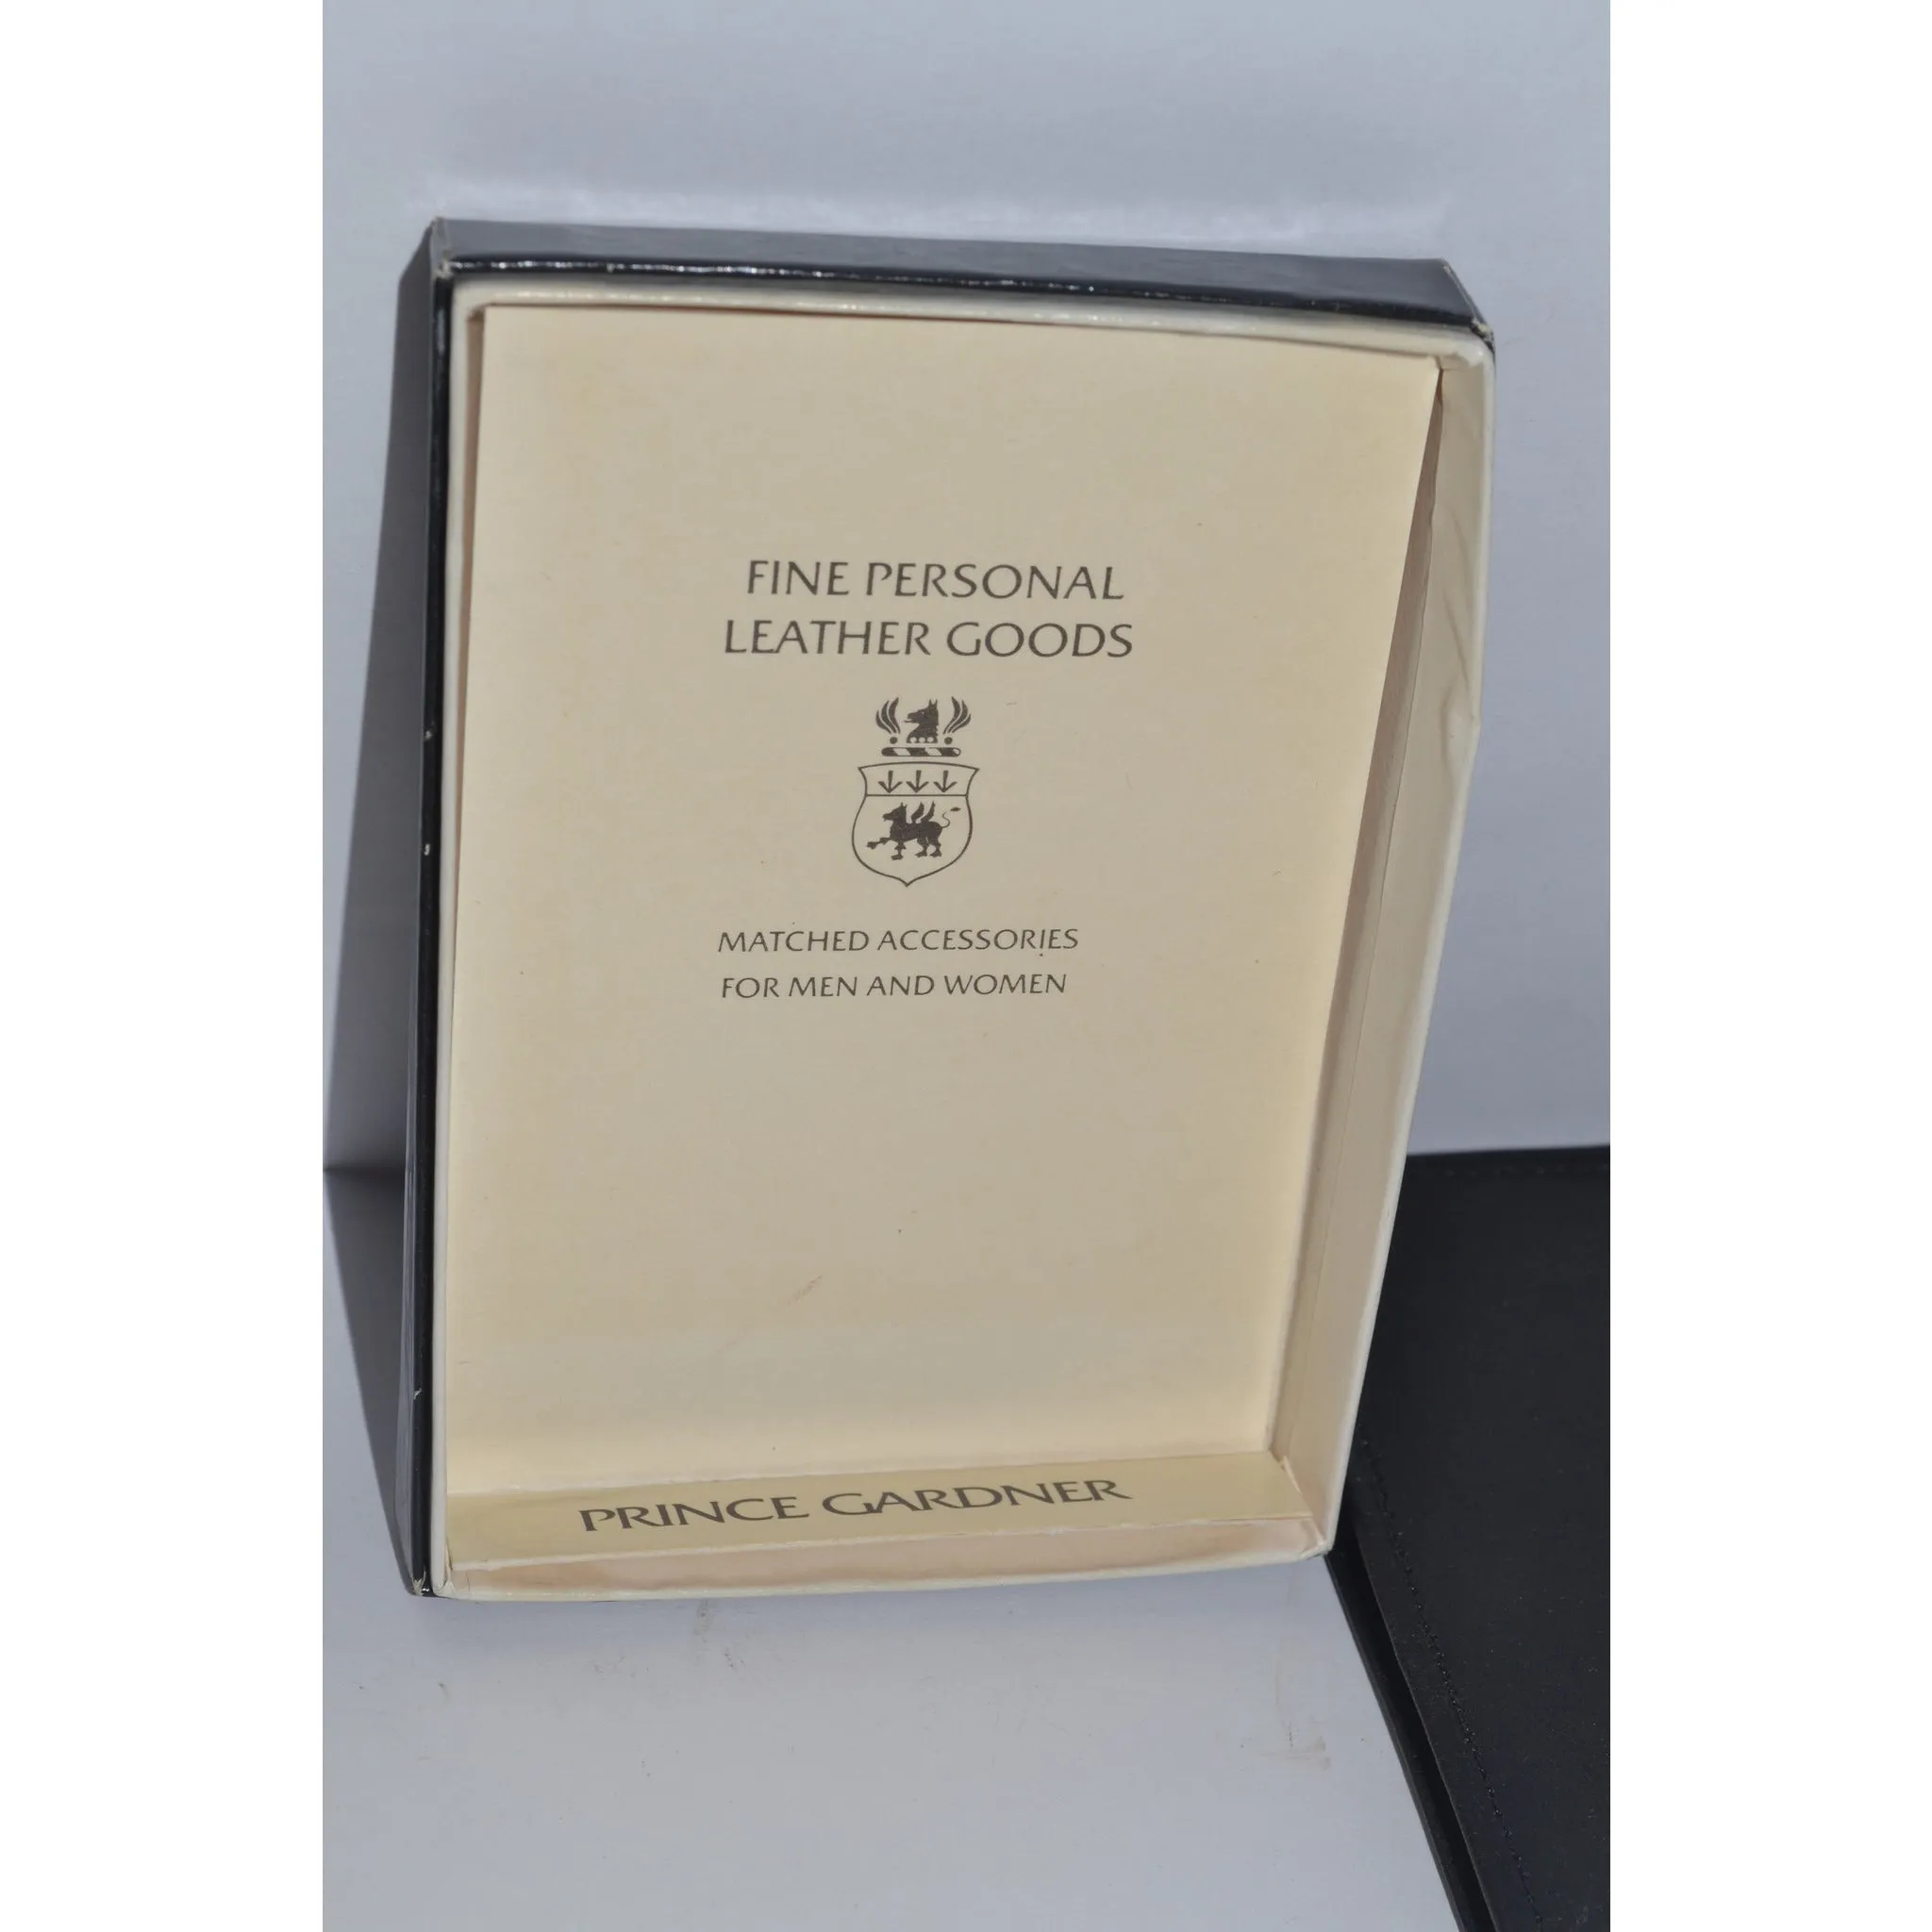 FINE PERSONAL
LEATHER GOODS
MATCHED ACCESSORIES
FOR MEN AND WOMEN
PRINCE GARDNER